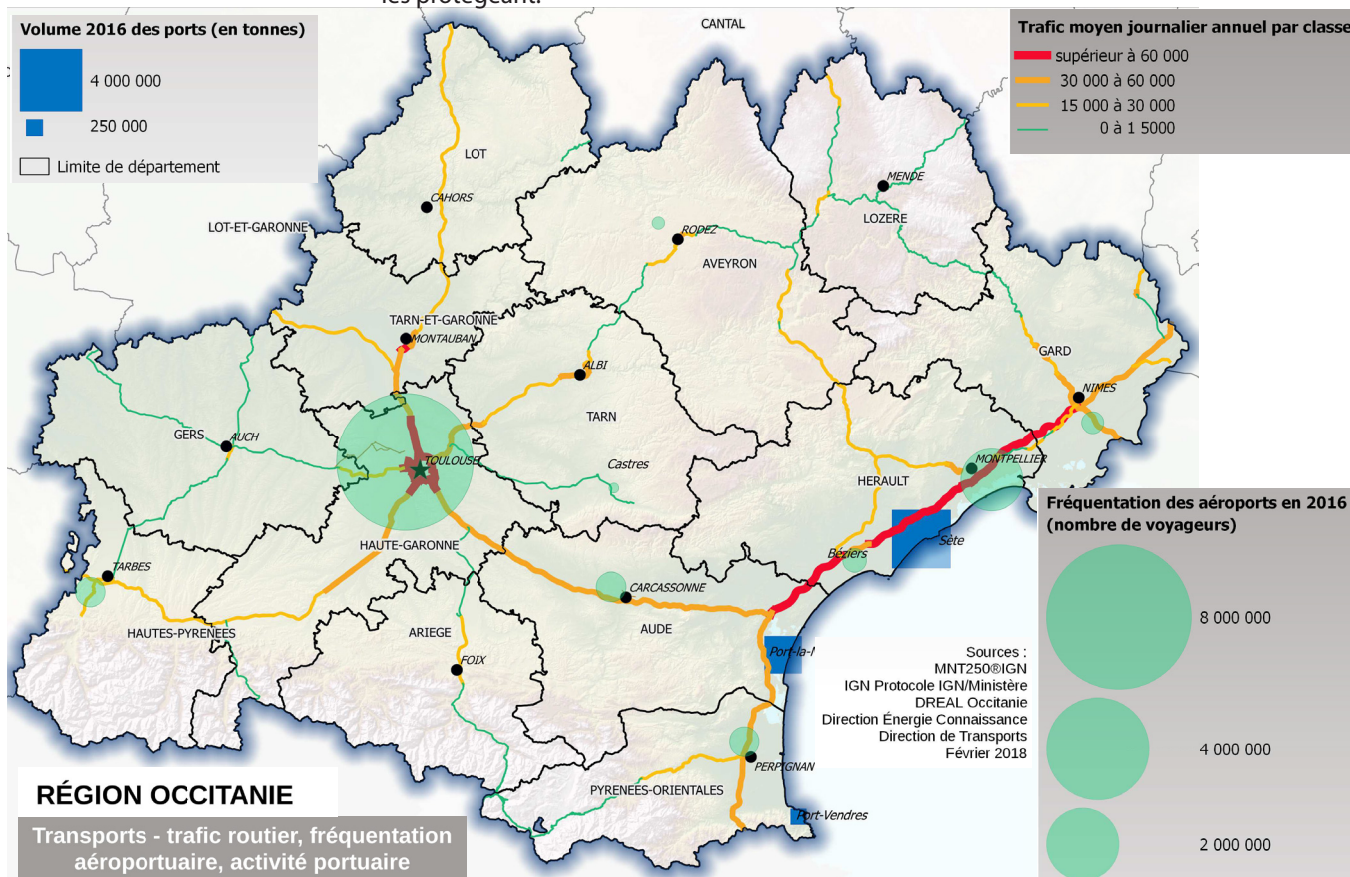 les protégeant.
Volume 2016 des ports (en tonnes)
4 000 000
250 000
Limite de département
Trafic moyen journalier annuel par classe
supérieur à 60 000
30 000 à 60 000
15 000 à 30 000
0 à 1 5000
CANTAL
LOT
CAHORS
MENDE
LOZERE
LOT-ET-GARONNE
RODEZ
AVEYRON
TARN-ET-GARONNE
MONTAUBAN
GARD
ALBI
NIMES
TARN
GERS
AUCH
TOULOUSE
Castres
MONTPELLIER
HERAULT
HAUTE-GARONNE
Béziers
Sète
TARBES
CARCASSONNE
HAUTES-PYRENEES
ARIEGE
AUDE
FOIX
Port-la-N
PERPIGNAN
PYRENEES-ORIENTALES
Port-Vendres
Sources :
MNT250®IGN
IGN Protocole IGN/Ministère
DREAL Occitanie
Direction Énergie Connaissance
Direction de Transports
Février 2018
Fréquentation des aéroports en 2016
(nombre de voyageurs)
8 000 000
4 000 000
2 000 000
RÉGION OCCITANIE
Transports - trafic routier, fréquentation
aéroportuaire, activité portuaire